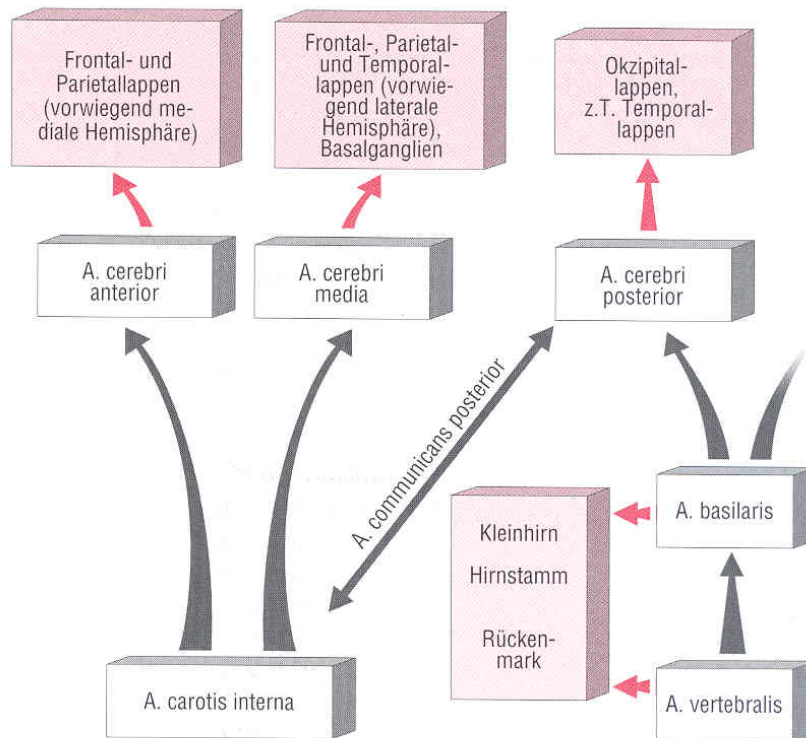 Frontal- und
Parietallappen
(vorwiegend me-
diale Hemisphäre)
Frontal-, Parietal-
und Temporal-
lappen (vorwie-
gend laterale
Hemisphäre),
Basalganglien
Okzipital-
lappen,
z.T. Temporal-
lappen
A. cerebri
anterior
A. cerebri
media
A. cerebri
posterior
A. communicans posterior
Kleinhirn
Hirnstamm
Rücken-
mark
A. basilaris
A. carotis interna
A. vertebralis